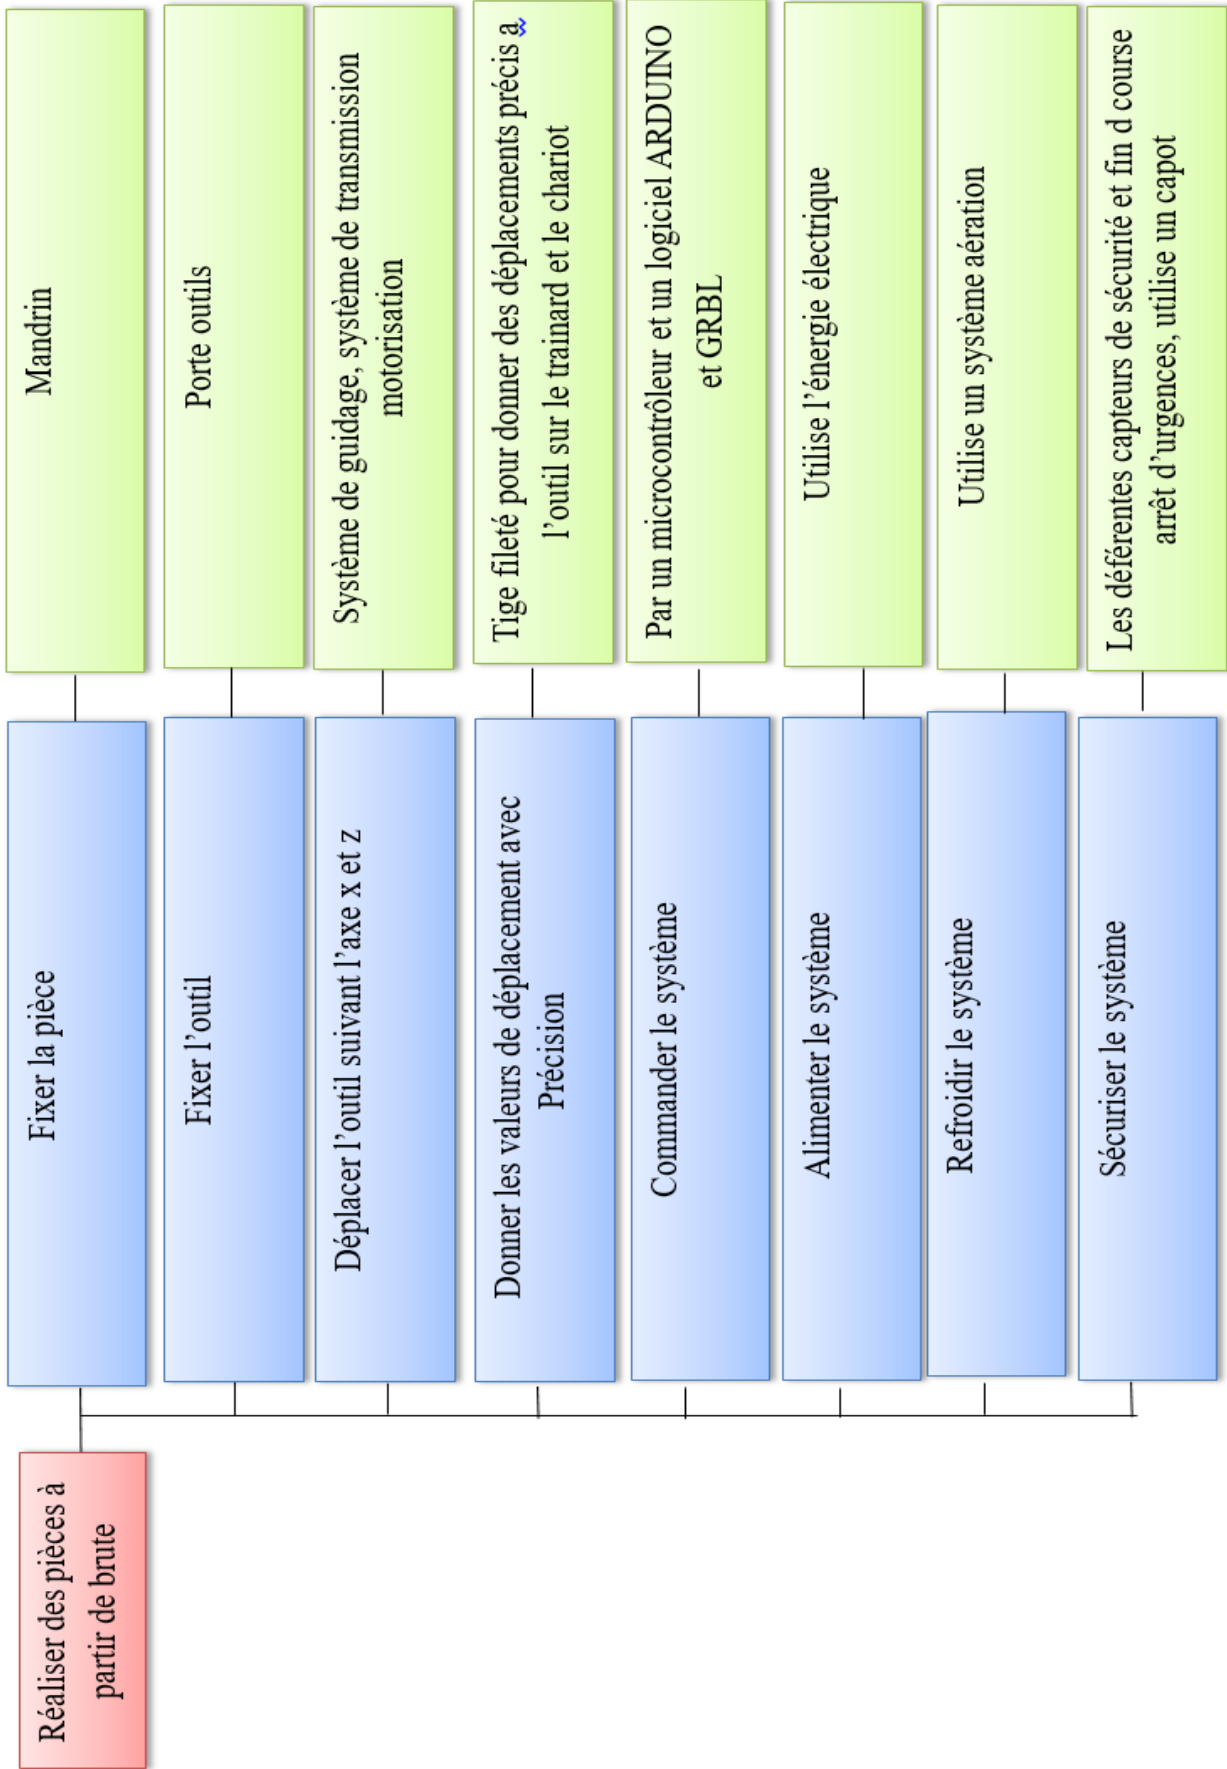 Réaliser des pièces à
partir de brute
Fixer la pièce
Mandrin
Fixer l’outil
Porte outils
Déplacer l’outil suivant l’axe x et z
Système de guidage, système de transmission
motorisation
Donner les valeurs de déplacement avec
Précision
Tige fileté pour donner des déplacements précis a
l’outil sur le trainard et le chariot
Commander le système
Par un microcontrôleur et un logiciel ARDUINO
et GRBL
Alimenter le système
Utilise l’énergie électrique
Refroidir le système
Utilise un système aération
Sécuriser le système
Les déférentes capteurs de sécurité et fin d course
arrêt d’urgences, utilise un capot